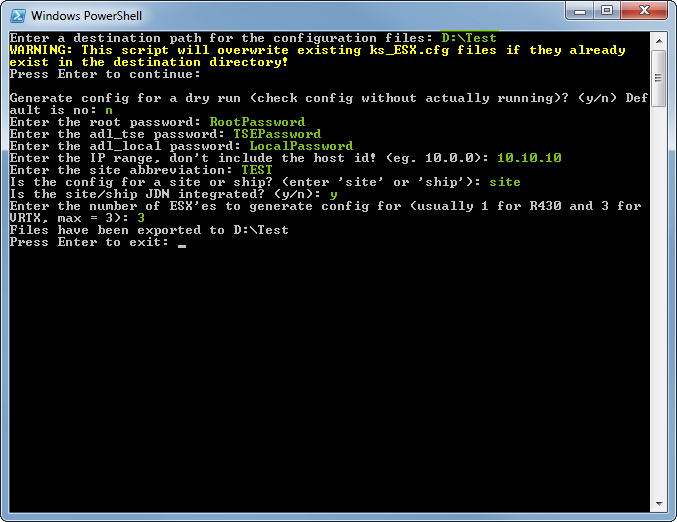 Windows PowerShell
Enter a destination path for the configuration files: D:\Test
WARNING: This script will overwrite existing ks_ESX.cfg files if they already
exist in the destination directory!
Press Enter to continue:
Generate config for a dry run (check config without actually running)? (y/n) Def
ault is no: n
Enter the root password: RootPassword
Enter the adl_tse password: TSEPassword
Enter the adl_local password: LocalPassword
Enter the IP range, don't include the host id! (eg. 10.0.0): 10.10.10
Enter the site abbreviation: TEST
Is the config for a site or ship? (enter 'site' or 'ship'): site
Is the site/ship JDN integrated? (y/n): y
Enter the number of ESX'es to generate config for (usually 1 for R430 and 3 for
VRTX, max = 3): 3
Files have been exported to D:\Test
Press Enter to exit: _